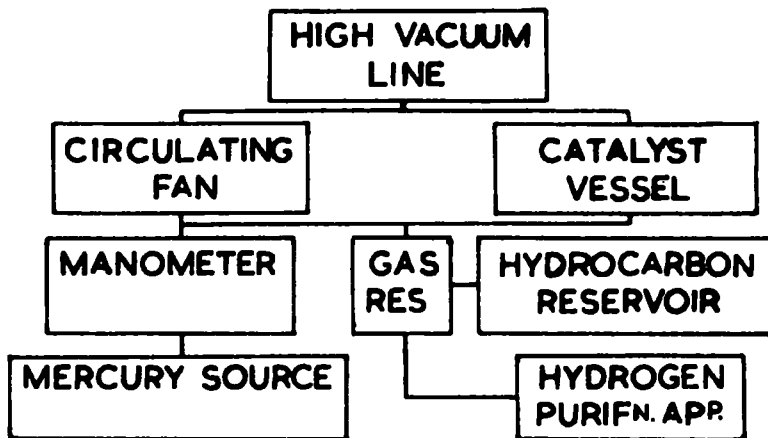 HIGH VACUUM
LINE
CIRCULATING
FAN
CATALYST
VESSEL
MANOMETER
GAS
RES
HYDROCARBON
RESERVOIR
MERCURY SOURCE
HYDROGEN
PURIFN. APP.